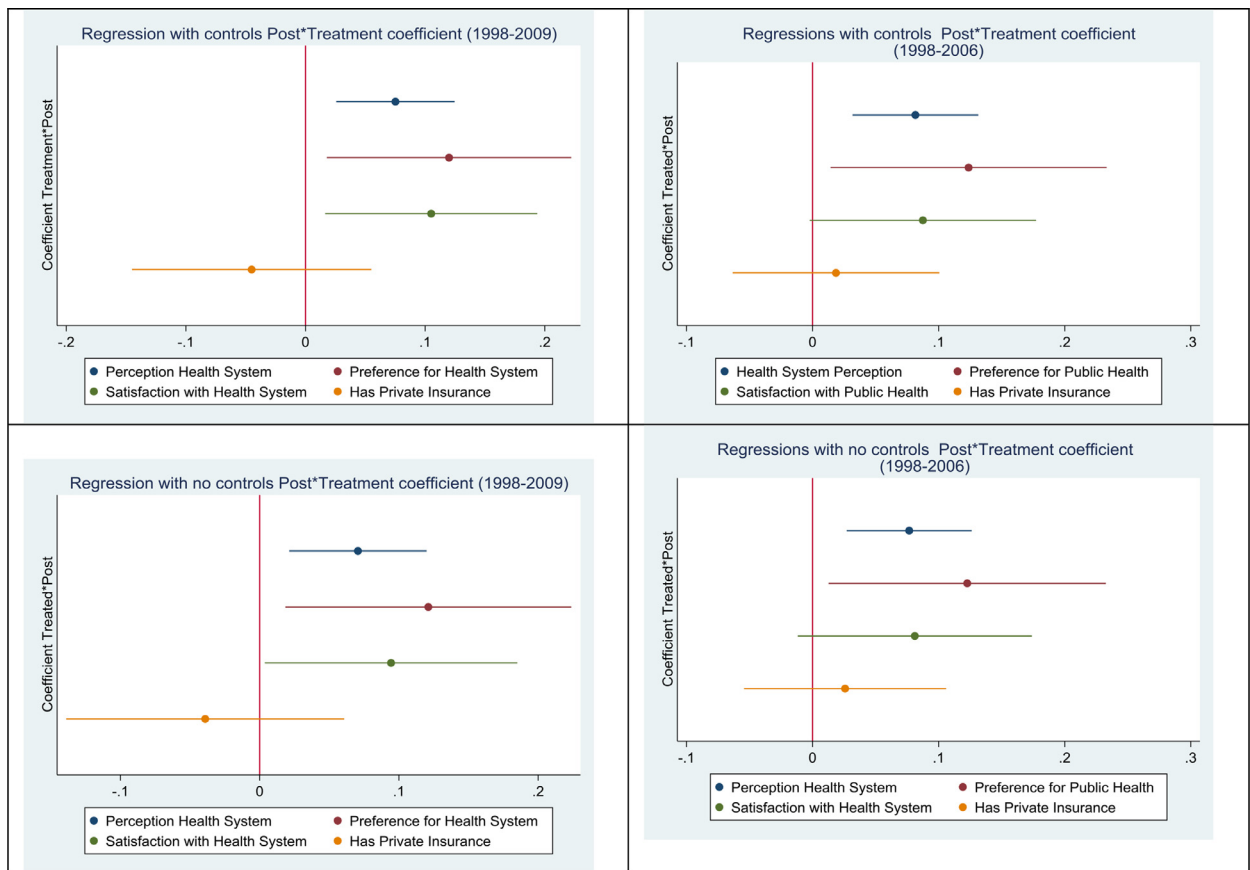 Regression with controls Post*Treatment coefficient (1998-2009)
Coefficient Treatment*Post
-.2 -.1 0 .1 .2
Perception Health System Preference for Health System
Satisfaction with Health System Has Private Insurance
Regressions with controls Post*Treatment coefficient
(1998-2006)
Coefficient Treated*Post
-.1 0 .1 .2 .3
Health System Perception Preference for Public Health
Satisfaction with Public Health Has Private Insurance
Regression with no controls Post*Treatment coefficient (1998-2009)
Coefficient Treated*Post
-.1 0 .1 .2
Perception Health System Preference for Health System
Satisfaction with Health System Has Private Insurance
Regressions with no controls Post*Treatment coefficient
(1998-2006)
Coefficient Treated*Post
-.1 0 .1 .2 .3
Perception Health System Preference for Public Health
Satisfaction with Health System Has Private Insurance